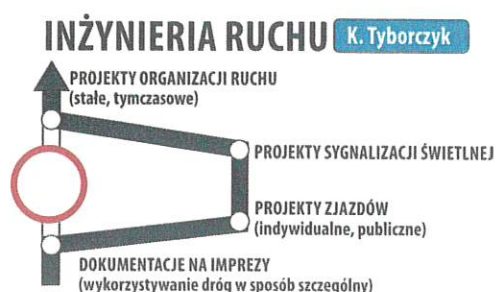 INŻYNIERIA RUCHU K. Tyborczyk
PROJEKTY ORGANIZACJI RUCHU
(stałe, tymczasowe)
PROJEKTY SYGNALIZACJI ŚWIETLNEJ
PROJEKTY ZJAZDÓW
(indywidualne, publiczne)
DOKUMENTACJE NA IMPREZY
(wykorzystywanie dróg w sposób szczególny)